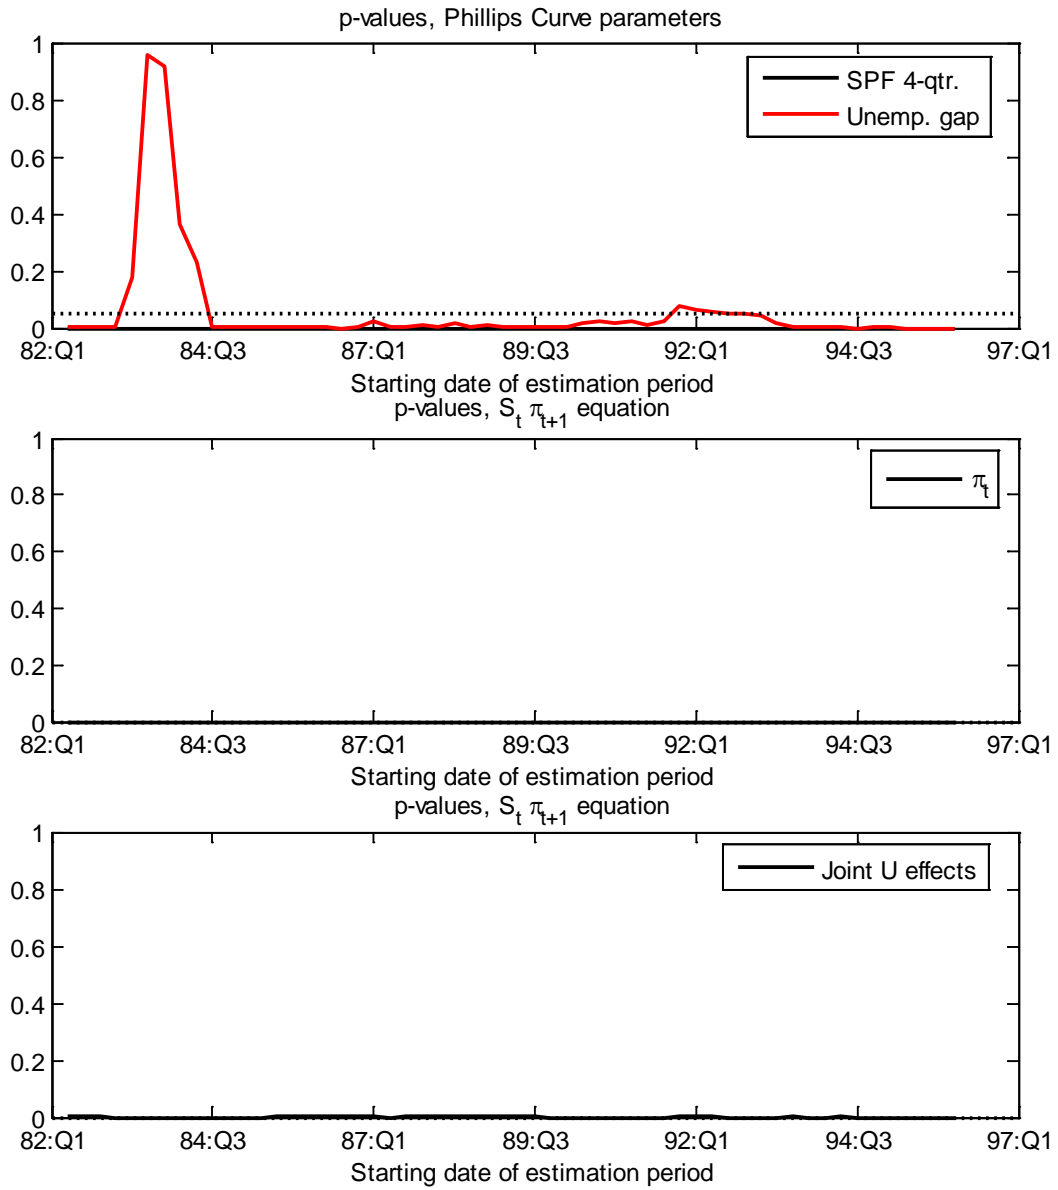 p-values, Phillips Curve parameters
1
0.8
0.6
0.4
0.2
0
SPF 4-qtr.
Unemp. gap
82:Q1 84:Q3 87:Q1 89:Q3 92:Q1 94:Q3 97:Q1
Starting date of estimation period
p-values, S_t π_{t+1} equation
1
0.8
0.6
0.4
0.2
0
π_t
82:Q1 84:Q3 87:Q1 89:Q3 92:Q1 94:Q3 97:Q1
Starting date of estimation period
p-values, S_t π_{t+1} equation
1
0.8
0.6
0.4
0.2
0
Joint U effects
82:Q1 84:Q3 87:Q1 89:Q3 92:Q1 94:Q3 97:Q1
Starting date of estimation period